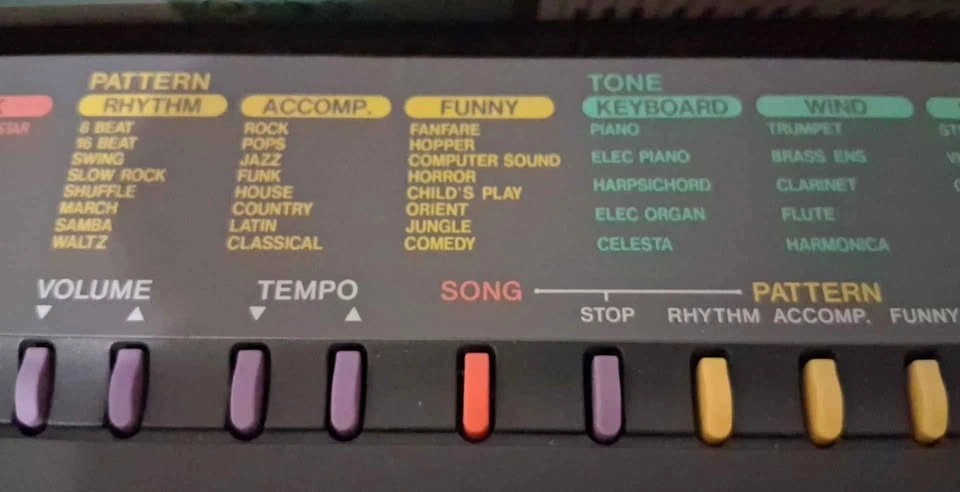 PATTERN
RHYTHM
8 BEAT
16 BEAT
SWING
SLOW ROCK
SHUFFLE
MARCH
SAMBA
WALTZ
ACCOMP.
ROCK
POPS
JAZZ
FUNK
HOUSE
COUNTRY
LATIN
CLASSICAL
FUNNY
FANFARE
HOPPER
COMPUTER SOUND
HORROR
CHILD'S PLAY
ORIENT
JUNGLE
COMEDY
TONE
KEYBOARD
PIANO
ELEC PIANO
HARPSICHORD
ELEC ORGAN
CELESTA
WIND
TRUMPET
BRASS ENS
CLARINET
FLUTE
HARMONICA
VOLUME
TEMPO
SONG
STOP
PATTERN
RHYTHM ACCOMP. FUNNY